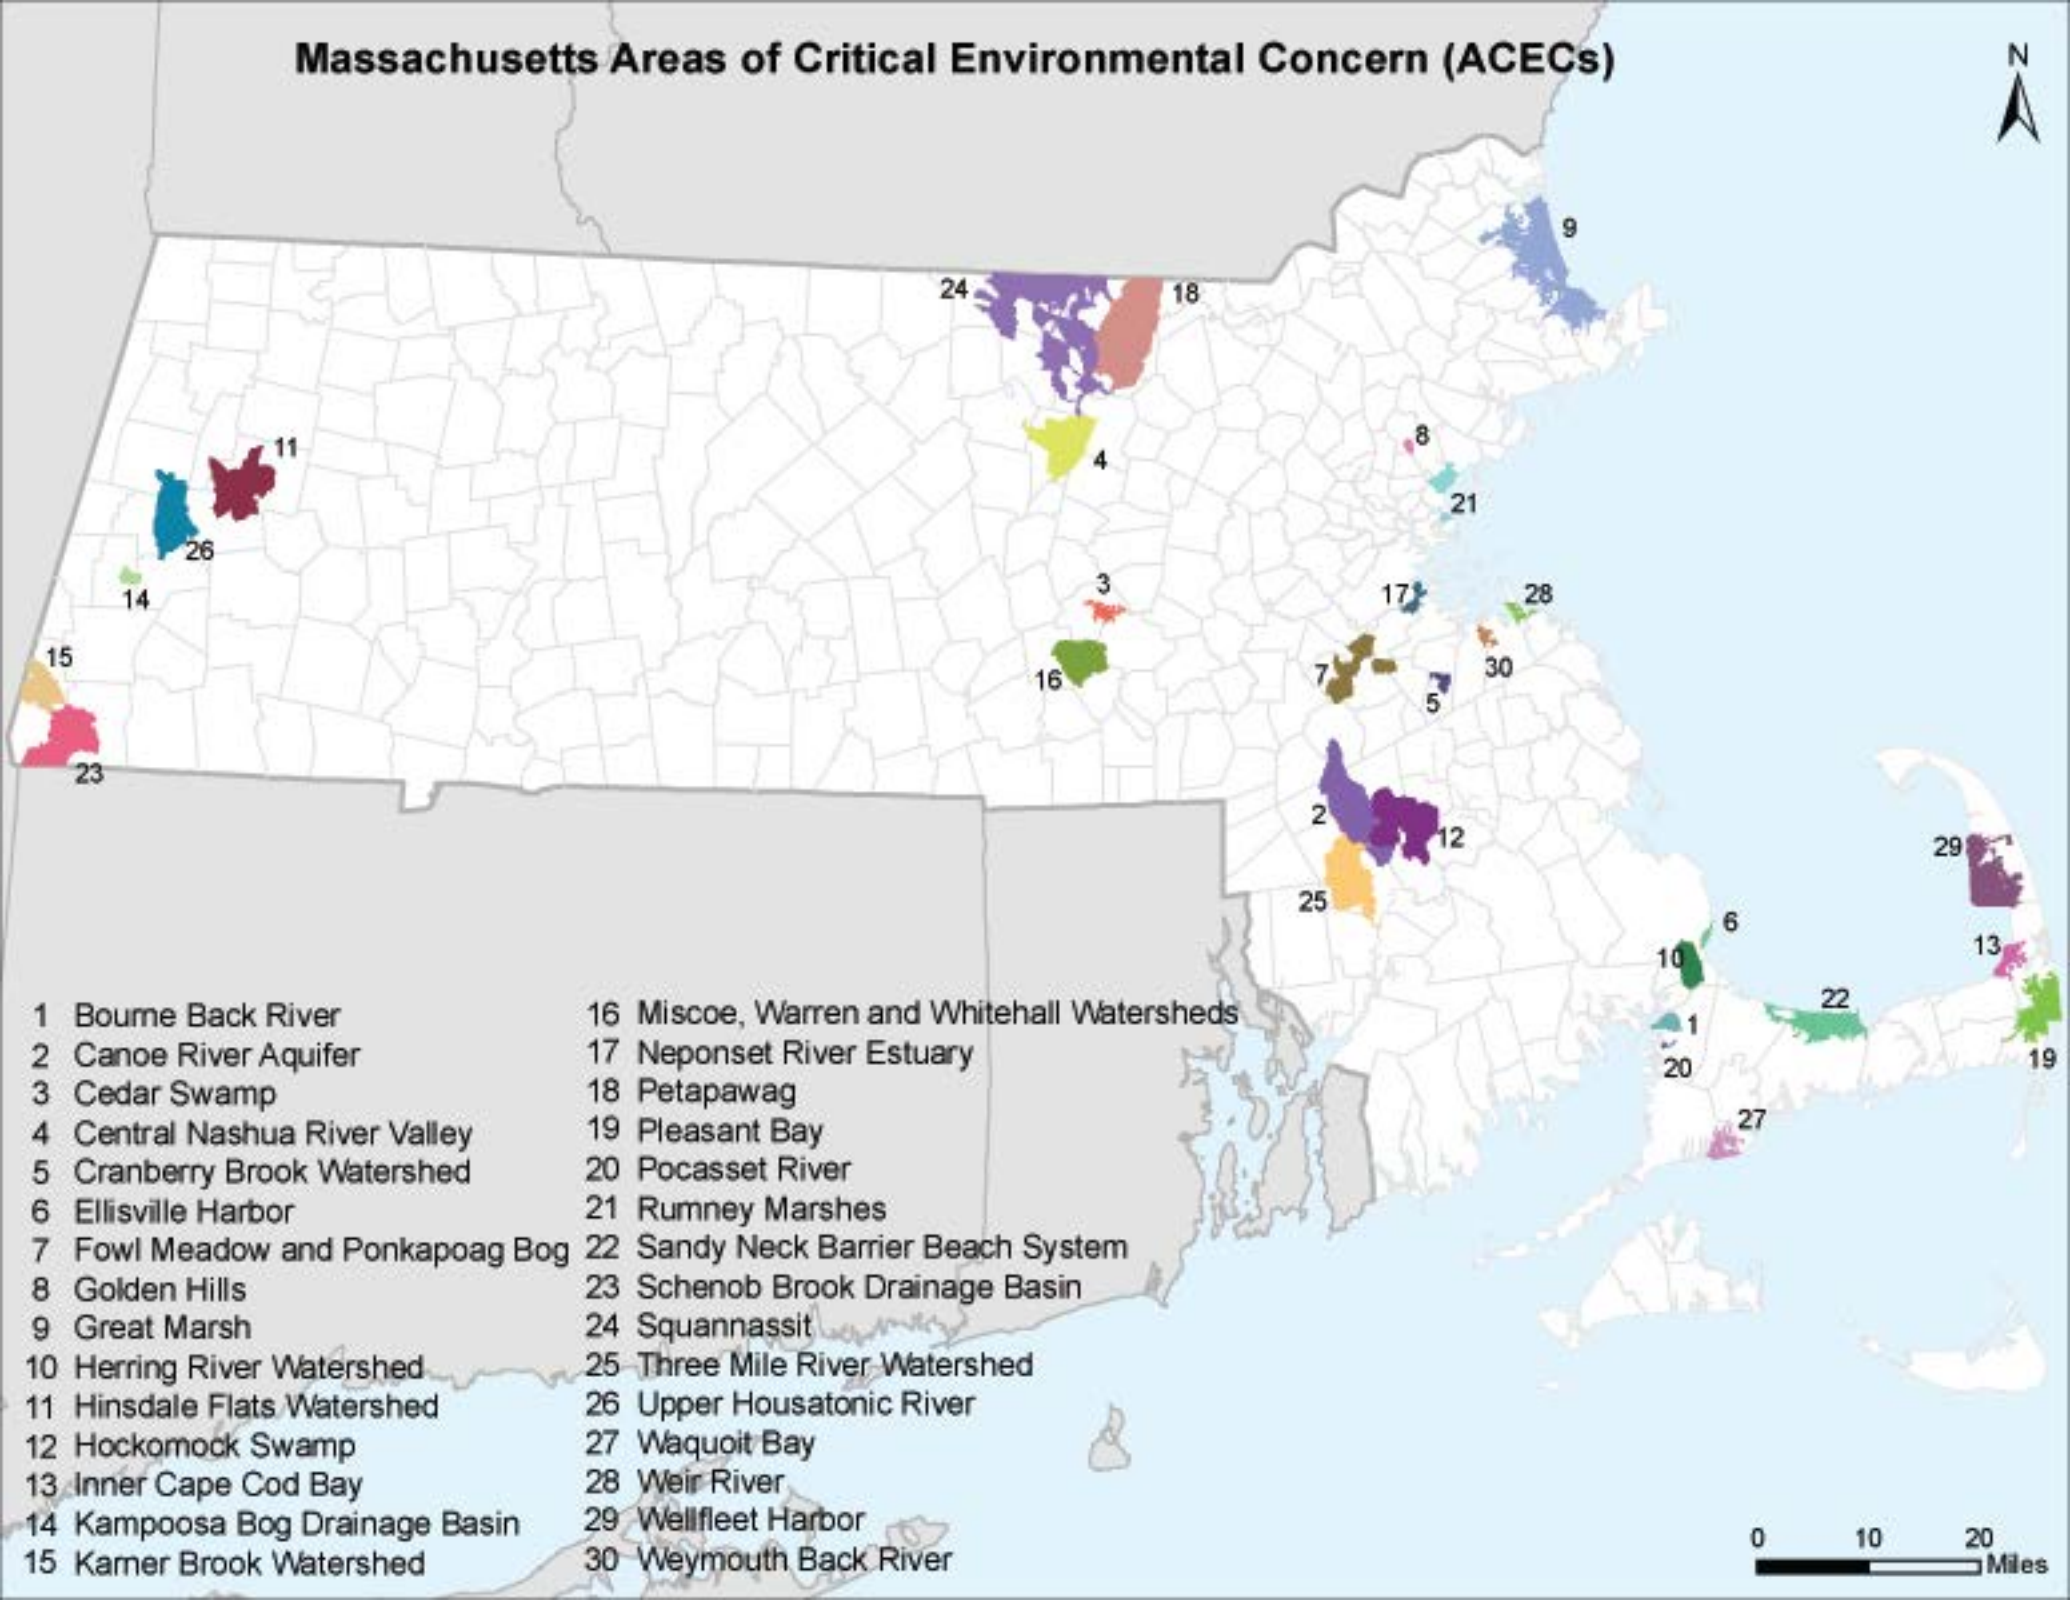 Massachusetts Areas of Critical Environmental Concern (ACECs)
N
9
24
18
11
8
4
21
26
3
17
28
14
15
16
7
30
5
23
2
12
29
25
6
13
10
22
1
20
19
27
1 Bourne Back River
2 Canoe River Aquifer
3 Cedar Swamp
4 Central Nashua River Valley
5 Cranberry Brook Watershed
6 Ellisville Harbor
7 Fowl Meadow and Ponkapoag Bog
8 Golden Hills
9 Great Marsh
10 Herring River Watershed
11 Hinsdale Flats Watershed
12 Hockomock Swamp
13 Inner Cape Cod Bay
14 Kampoosa Bog Drainage Basin
15 Karner Brook Watershed
16 Miscoe, Warren and Whitehall Watersheds
17 Neponset River Estuary
18 Petapawag
19 Pleasant Bay
20 Pocasset River
21 Rumney Marshes
22 Sandy Neck Barrier Beach System
23 Schenob Brook Drainage Basin
24 Squannassit
25 Three Mile River Watershed
26 Upper Housatonic River
27 Waquoit Bay
28 Weir River
29 Wellfleet Harbor
30 Weymouth Back River
0 10 20
Miles